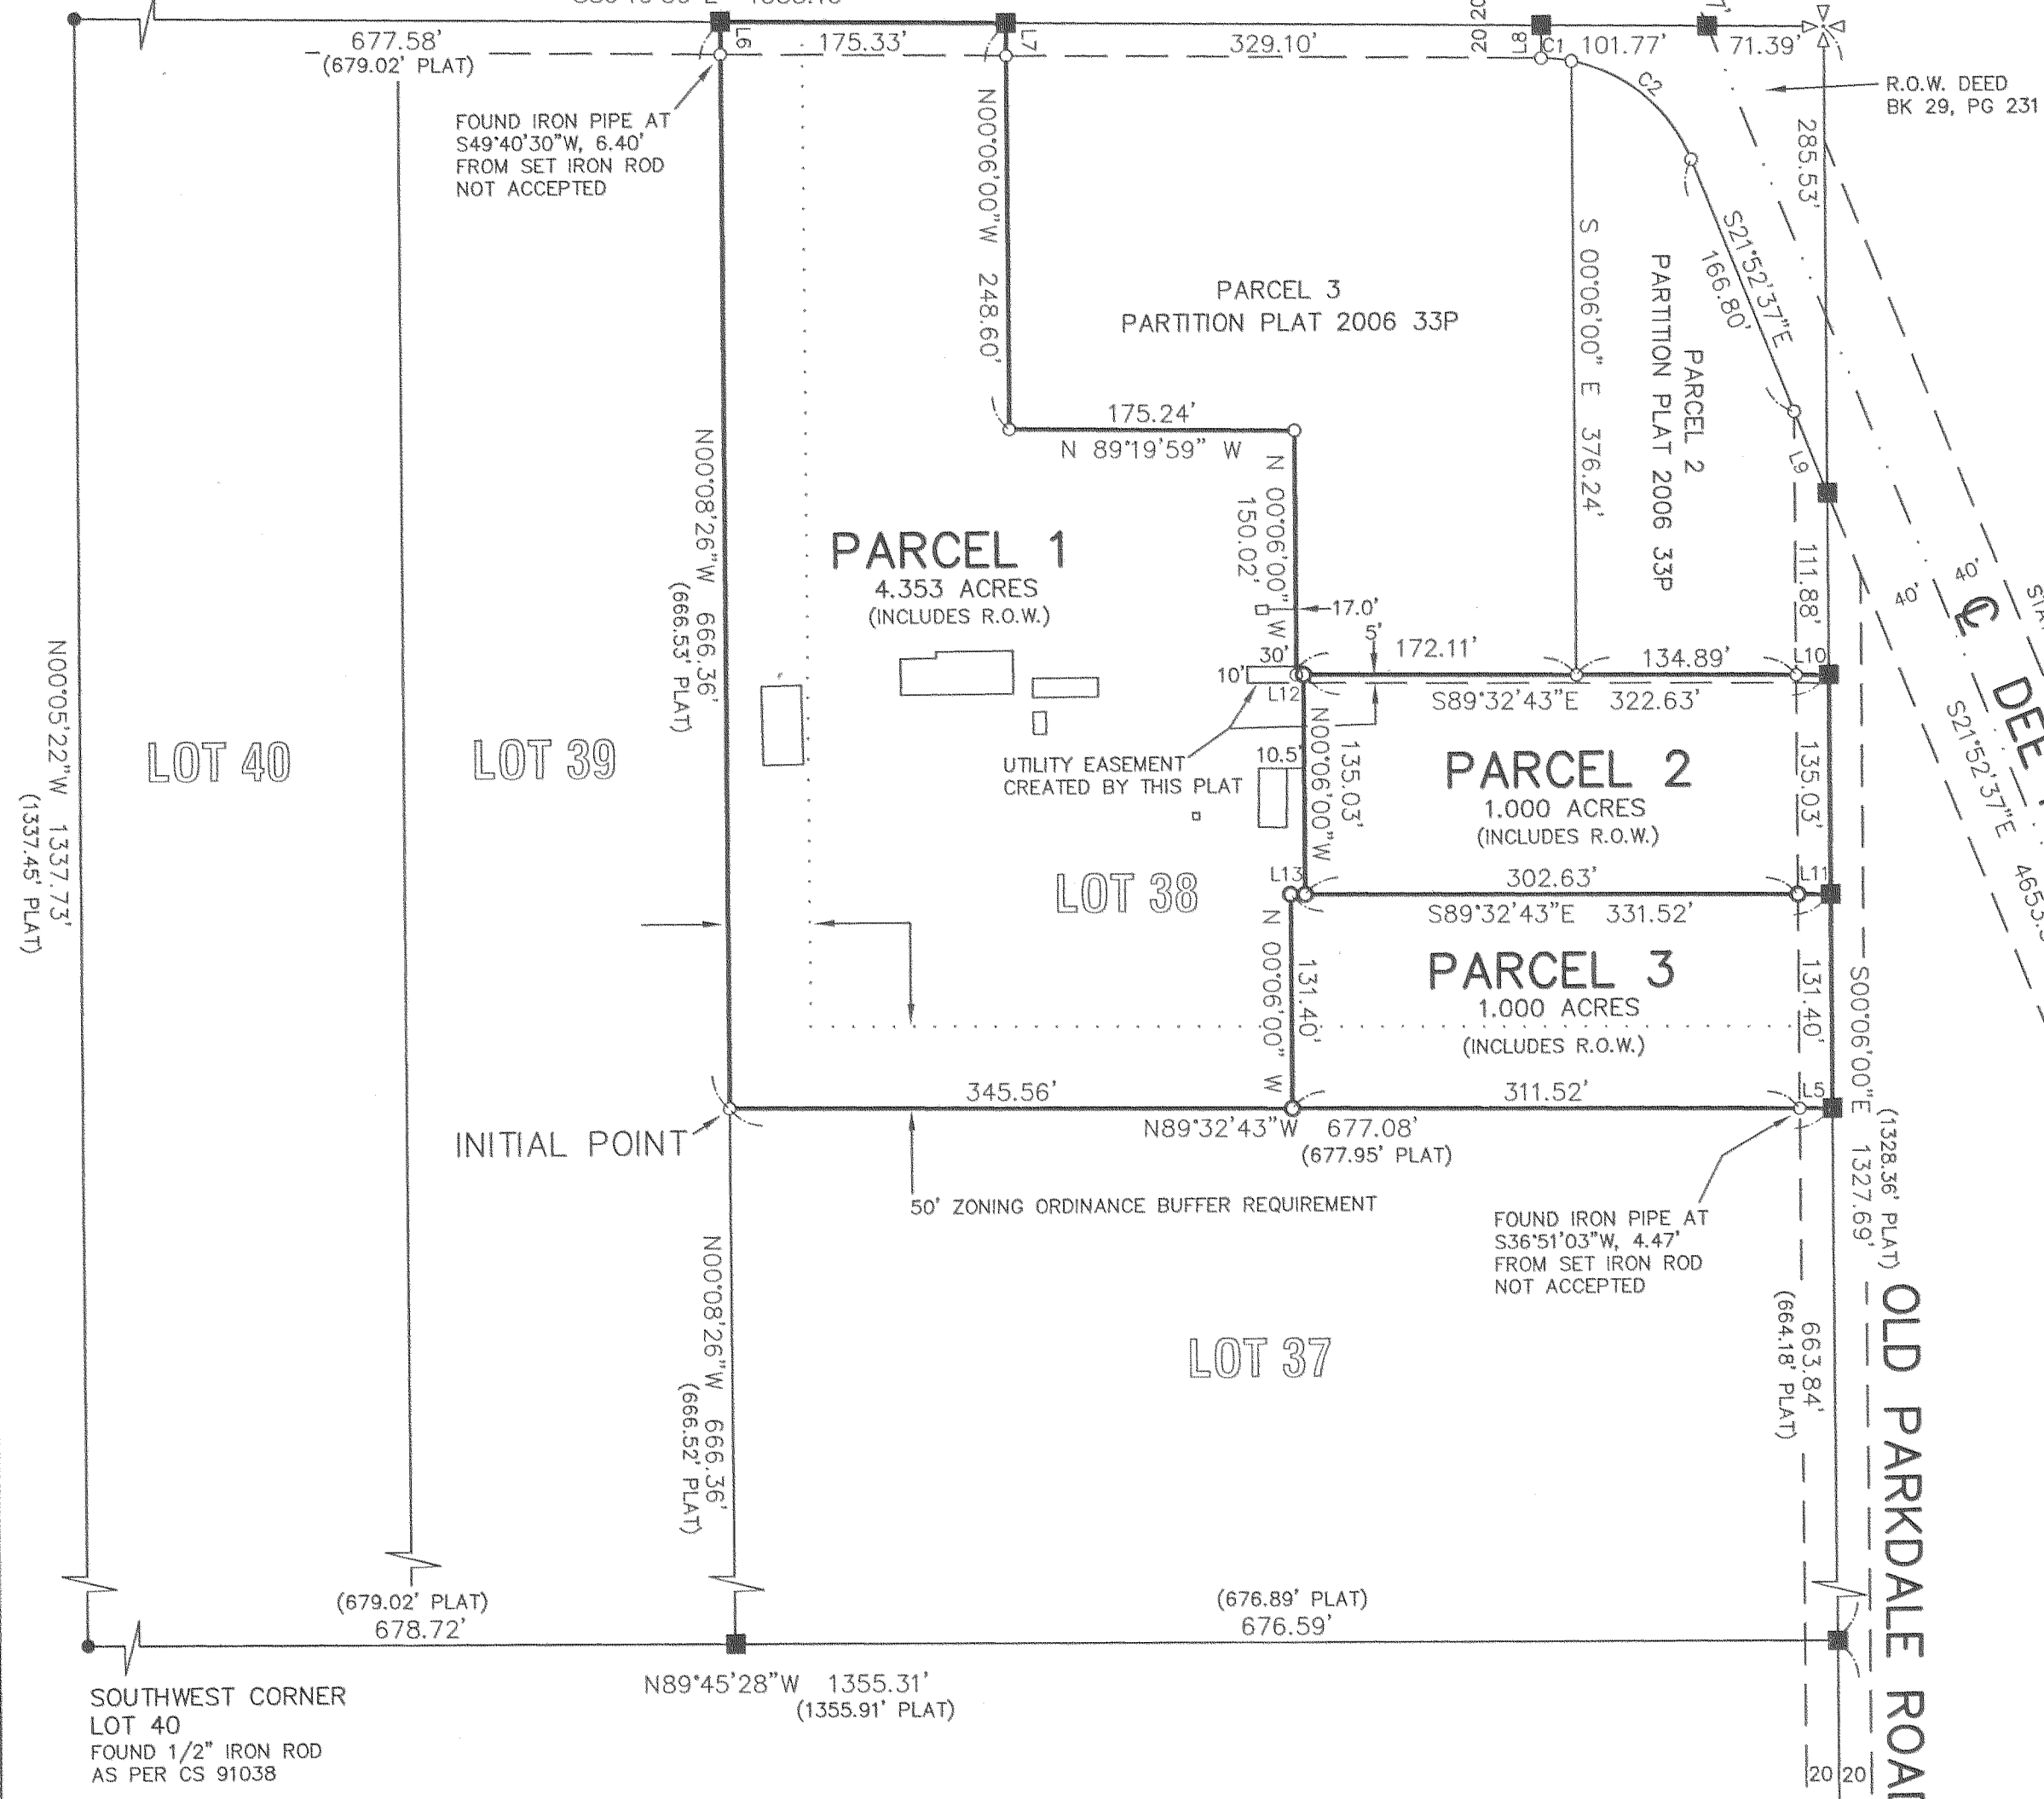 677.58'
(679.02' PLAT)
L6
175.33'
L7
329.10'
20 20
L8
C1
101.77'
71.39'
C2
R.O.W. DEED
BK 29, PG 231
FOUND IRON PIPE AT
S49°40'30"W, 6.40'
FROM SET IRON ROD
NOT ACCEPTED
N00°06'00"W 248.60'
285.53'
S21°52'37"E
166.80'
S 00°06'00" E 376.24'
PARCEL 3
PARTITION PLAT 2006 33P
PARCEL 2
PARTITION PLAT 2006 33P
175.24'
N 89°19'59" W
L9
N 00°06'00" W
150.02'
N00°08'26"W 666.36'
(666.53' PLAT)
PARCEL 1
4.353 ACRES
(INCLUDES R.O.W.)
111.88'
40'
40'
℄
17.0'
5'
172.11'
134.89'
L10
30'
10'
L12
S89°32'43"E 322.63'
N00°05'22"W 1337.73'
(1337.45' PLAT)
LOT 40
LOT 39
UTILITY EASEMENT
CREATED BY THIS PLAT
10.5'
N00°06'00"W
135.03'
PARCEL 2
1.000 ACRES
(INCLUDES R.O.W.)
135.03'
DEE
S21°52'37"E
LOT 38
L13
302.63'
L11
S89°32'43"E 331.52'
N 00°06'00" W
131.40'
PARCEL 3
1.000 ACRES
(INCLUDES R.O.W.)
131.40'
S00°06'00"E 1327.69'
(1328.36' PLAT)
345.56'
311.52'
L5
INITIAL POINT
N89°32'43"W 677.08'
(677.95' PLAT)
50' ZONING ORDINANCE BUFFER REQUIREMENT
FOUND IRON PIPE AT
S36°51'03"W, 4.47'
FROM SET IRON ROD
NOT ACCEPTED
N00°08'26"W 666.36'
(666.52' PLAT)
663.84'
(664.18' PLAT)
LOT 37
OLD PARKDALE ROAD
(679.02' PLAT)
678.72'
(676.89' PLAT)
676.59'
N89°45'28"W 1355.31'
(1355.91' PLAT)
SOUTHWEST CORNER
LOT 40
FOUND 1/2" IRON ROD
AS PER CS 91038
20 20